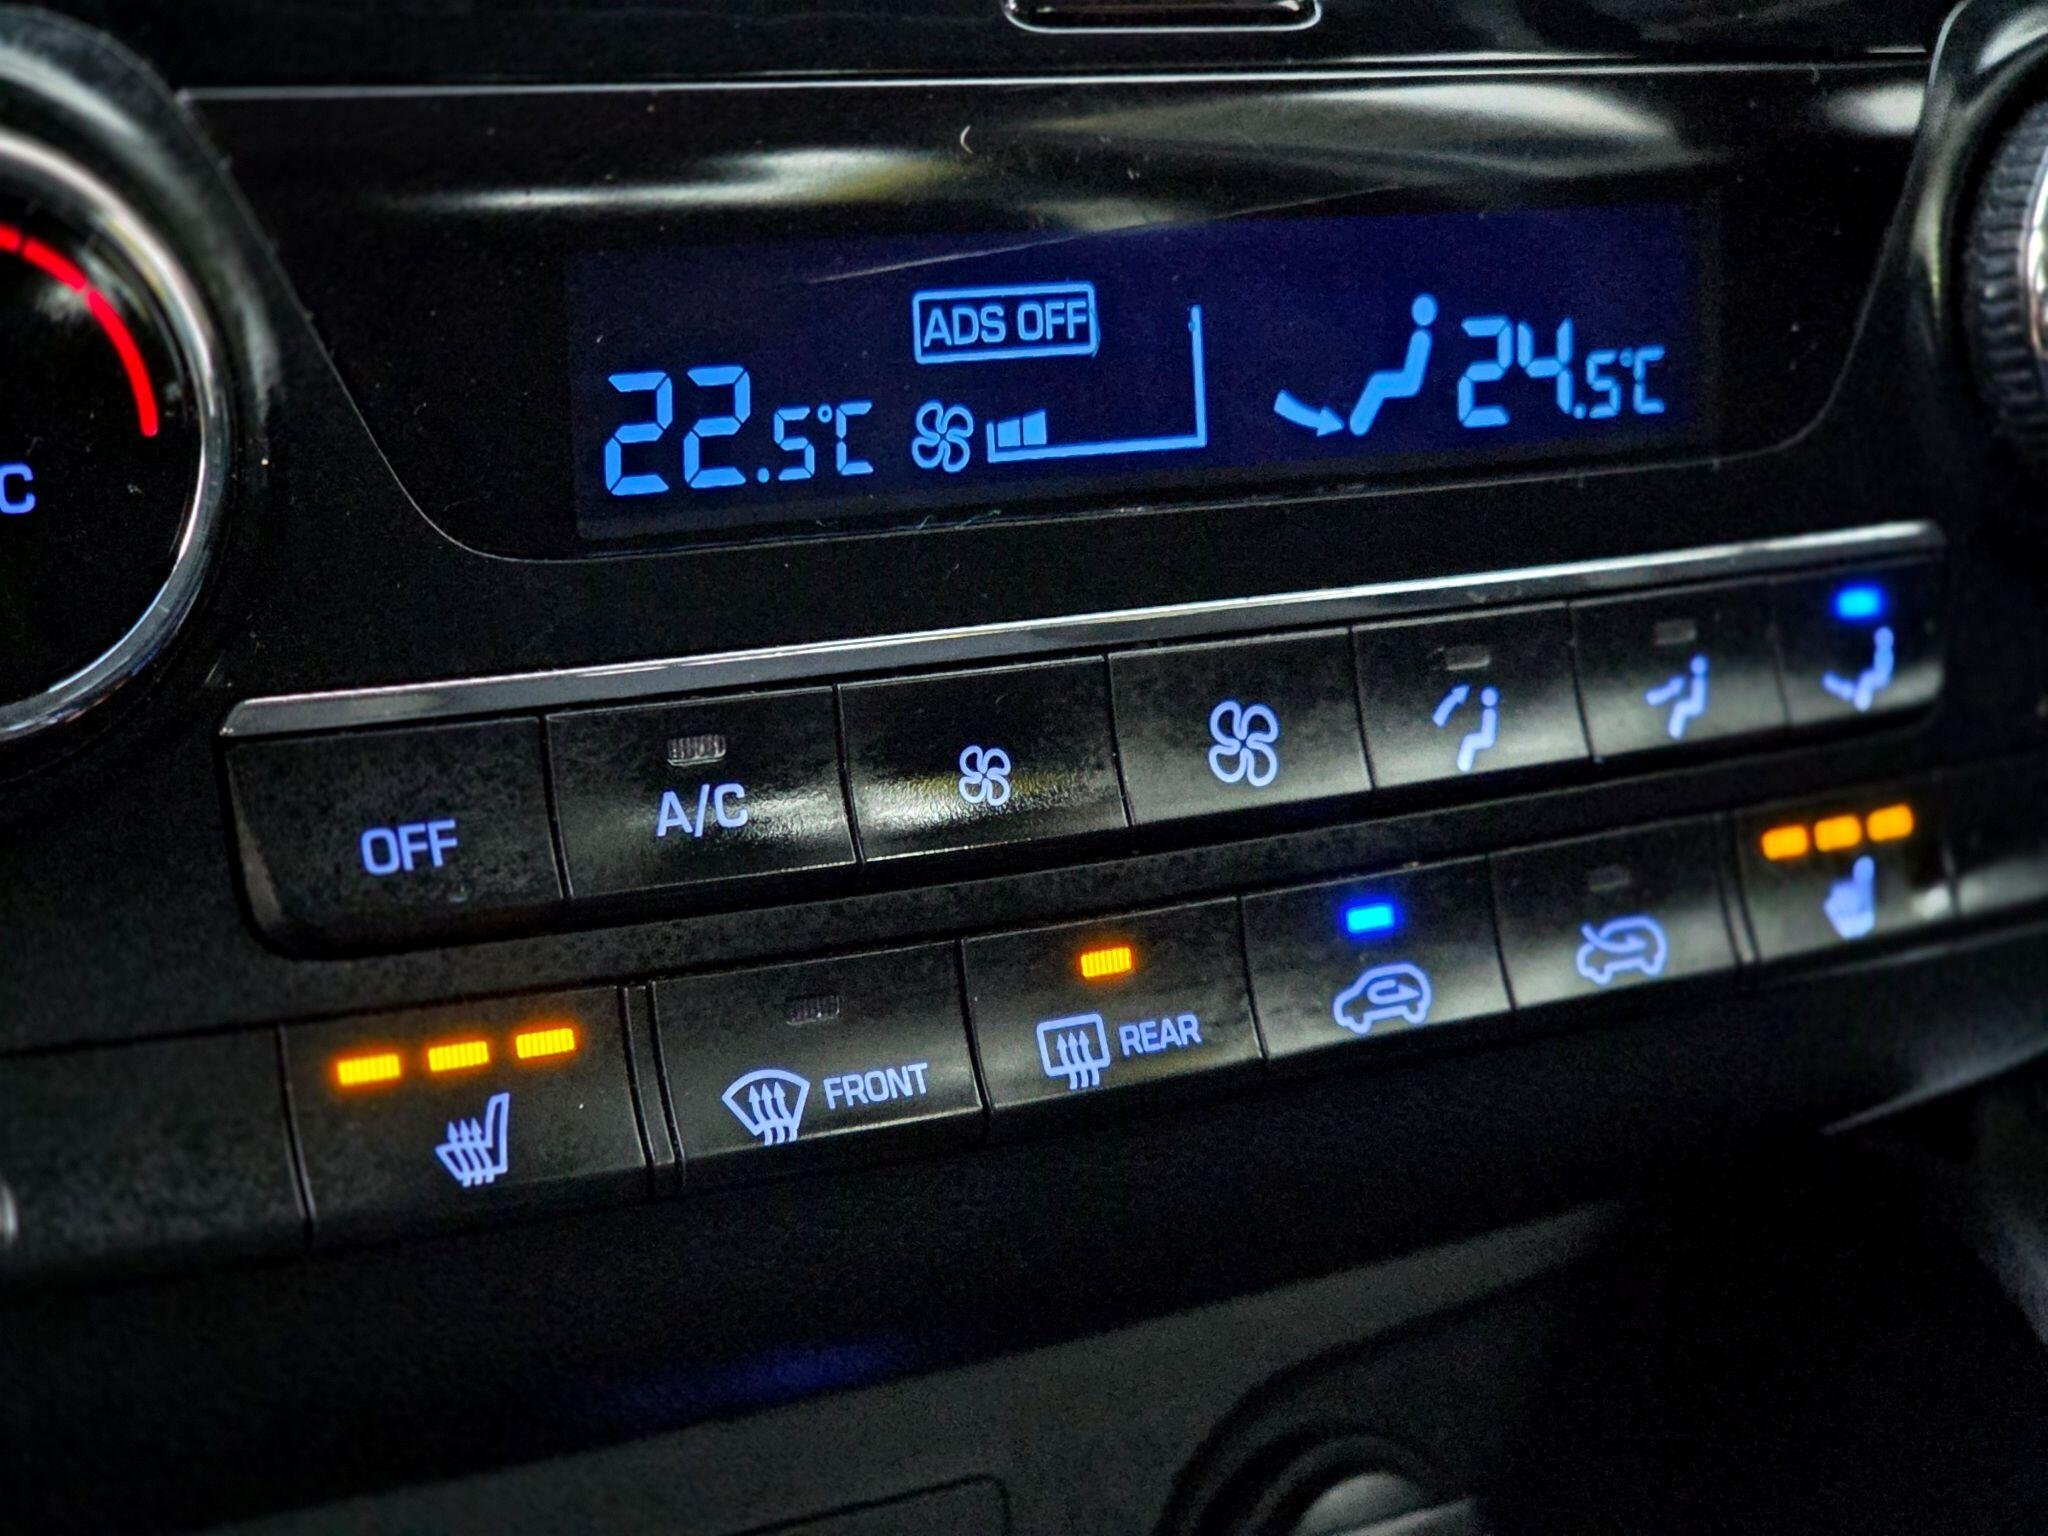 ADS OFF
22.5°C
24.5°C
C
OFF
A/C
FRONT
REAR